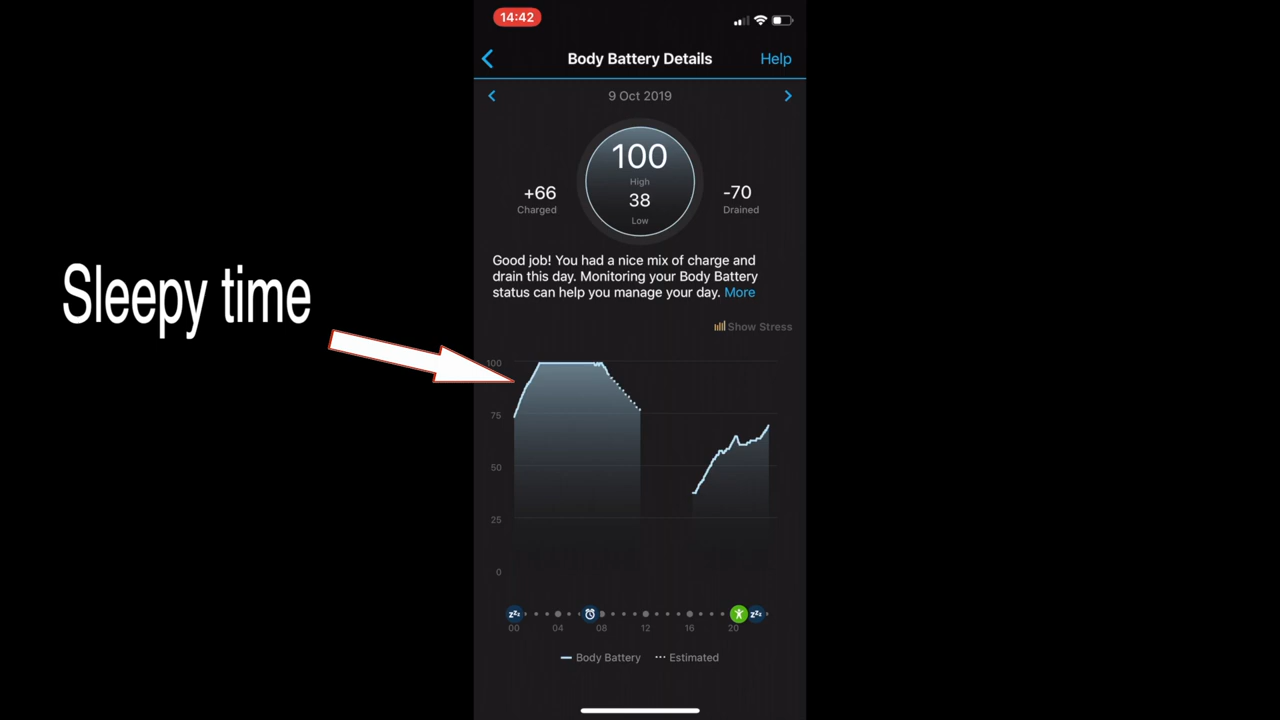 14:42
Body Battery Details
Help
9 Oct 2019
100
High
38
Low
+66
Charged
-70
Drained
Good job! You had a nice mix of charge and
drain this day. Monitoring your Body Battery
status can help you manage your day. More
Show Stress
Sleepy time
100
75
50
25
0
zzz
zzz
00 04 08 12 16 20
Body Battery Estimated